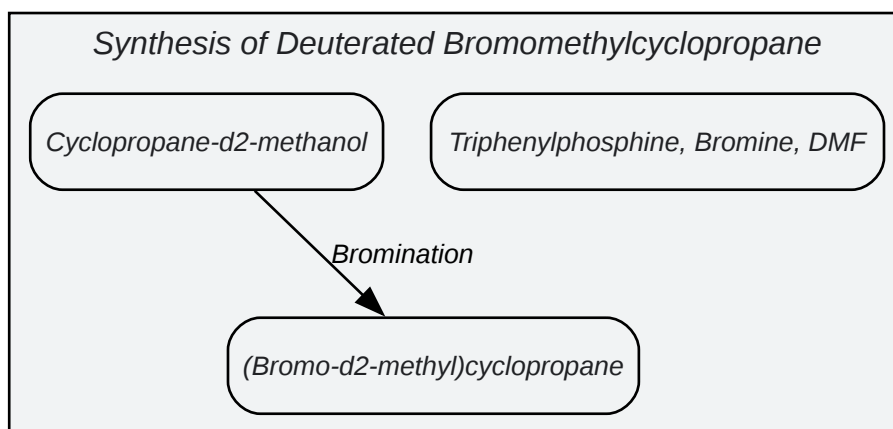 Synthesis of Deuterated Bromomethylcyclopropane
Cyclopropane-d2-methanol
Triphenylphosphine, Bromine, DMF
Bromination
(Bromo-d2-methyl)cyclopropane